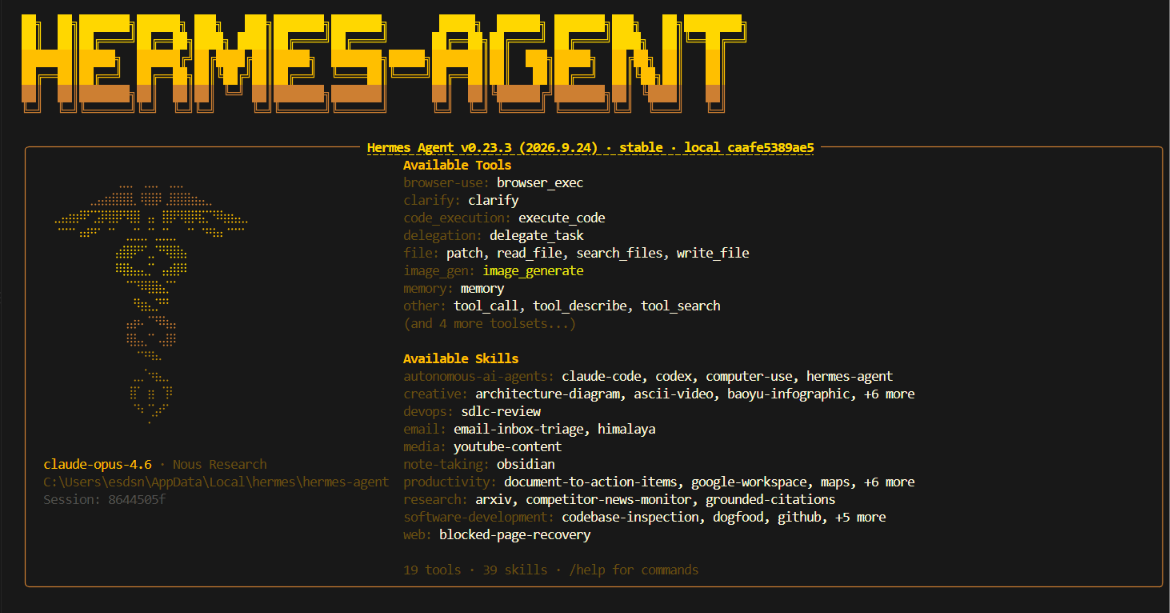 HERMES-AGENT
Hermes Agent v0.23.3 (2026.9.24) · stable · local caafe5389ae5
Available Tools
browser-use: browser_exec
clarify: clarify
code_execution: execute_code
delegation: delegate_task
file: patch, read_file, search_files, write_file
image_gen: image_generate
memory: memory
other: tool_call, tool_describe, tool_search
(and 4 more toolsets...)
Available Skills
autonomous-ai-agents: claude-code, codex, computer-use, hermes-agent
creative: architecture-diagram, ascii-video, baoyu-infographic, +6 more
devops: sdlc-review
email: email-inbox-triage, himalaya
media: youtube-content
note-taking: obsidian
productivity: document-to-action-items, google-workspace, maps, +6 more
research: arxiv, competitor-news-monitor, grounded-citations
software-development: codebase-inspection, dogfood, github, +5 more
web: blocked-page-recovery
19 tools · 39 skills · /help for commands
claude-opus-4.6 · Nous Research
C:\Users\esdsn\AppData\Local\hermes\hermes-agent
Session: 8644505f